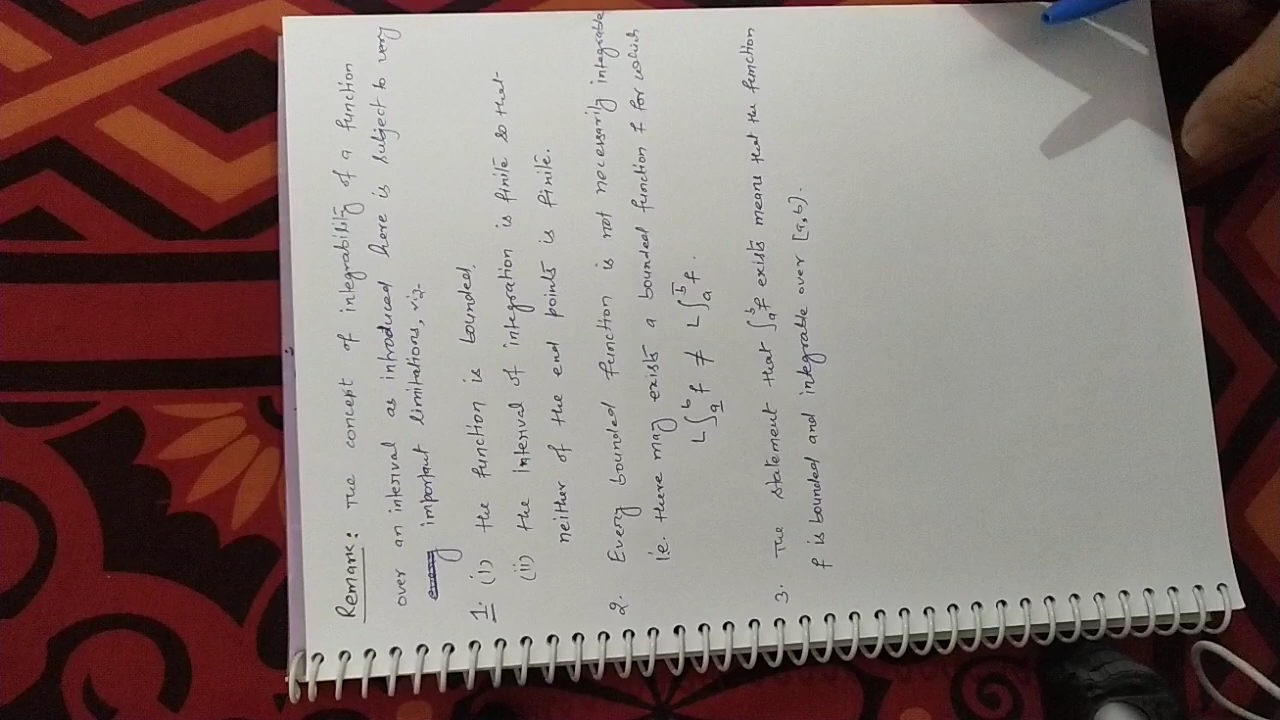 Remark: The concept of integrability of a function
over an interval as introduced here is subject to very
important limitations, viz.
1. (i) the function is bounded.
(ii) the interval of integration is finite so that
neither of the end points is finite.
2. Every bounded function is not necessarily integrable
i.e. there may exists a bounded function f for which
L∫_a̲^b f ≠ L∫_a^b̅ f.
3. The statement that ∫_a^b f exists means that the function
f is bounded and integrable over [a,b].